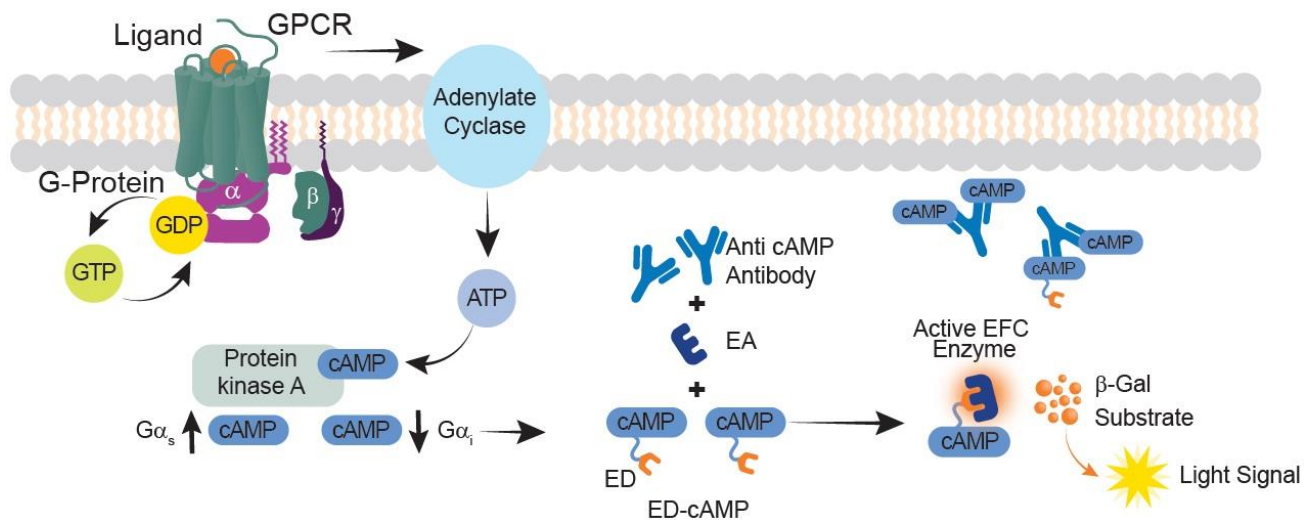 Ligand
GPCR
Adenylate
Cyclase
G-Protein
α
β
γ
GDP
GTP
ATP
Protein
kinase A
cAMP
Gαs
cAMP
cAMP
Gαi
Anti cAMP
Antibody
+
EA
+
cAMP
cAMP
ED
ED-cAMP
cAMP
cAMP
cAMP
cAMP
Active EFC
Enzyme
cAMP
β-Gal
Substrate
Light Signal